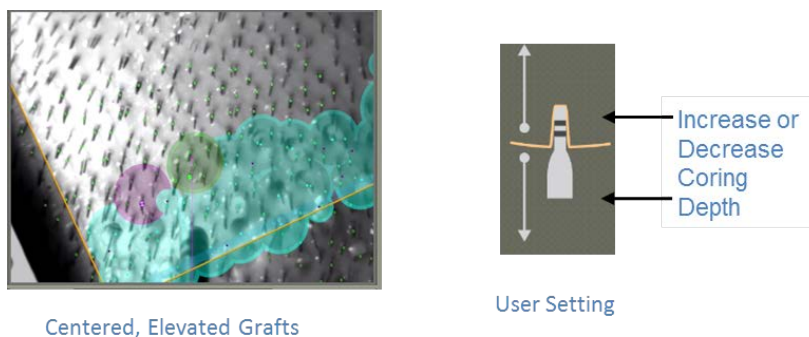 Increase or
Decrease
Coring
Depth
User Setting
Centered, Elevated Grafts